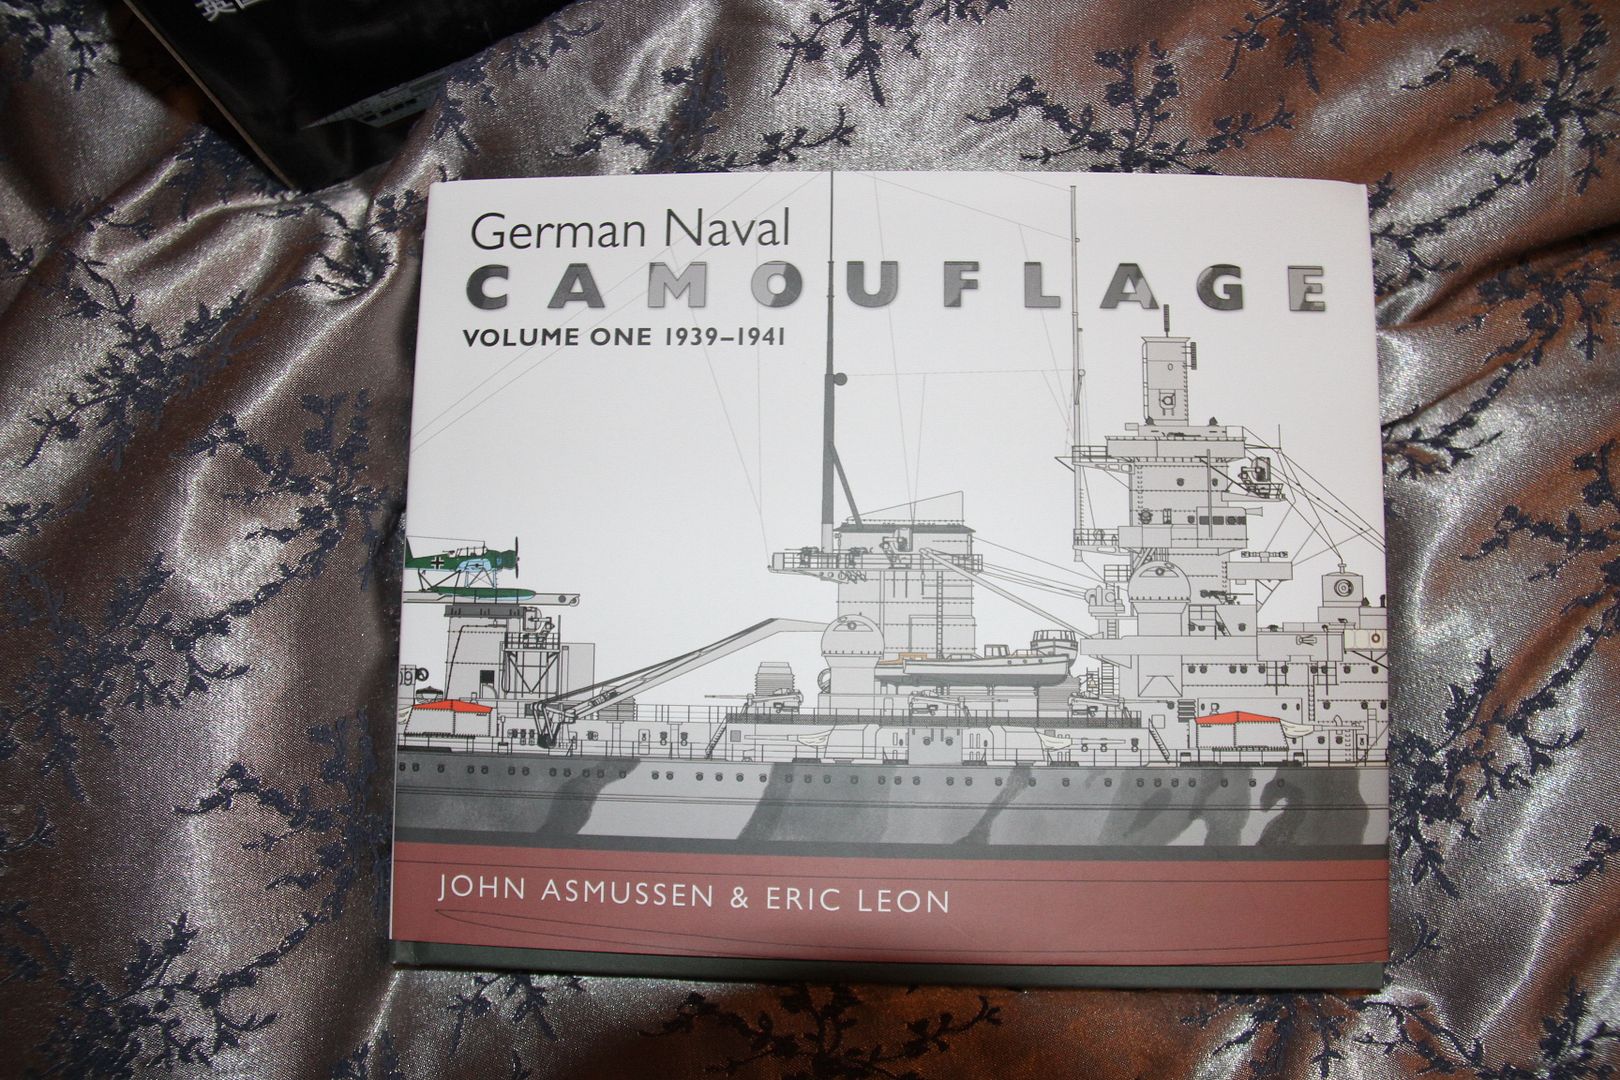 German Naval
CAMOUFLAGE
VOLUME ONE 1939–1941
JOHN ASMUSSEN & ERIC LEON